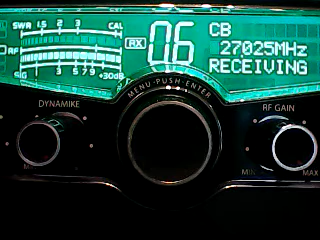 SWR 1.5 2 3 CAL
RF
SIG 3 5 7 9 +30dB
RX
06
CB
27025MHz
RECEIVING
MENU-PUSH-ENTER
DYNAMIKE
RF GAIN
MIN MAX